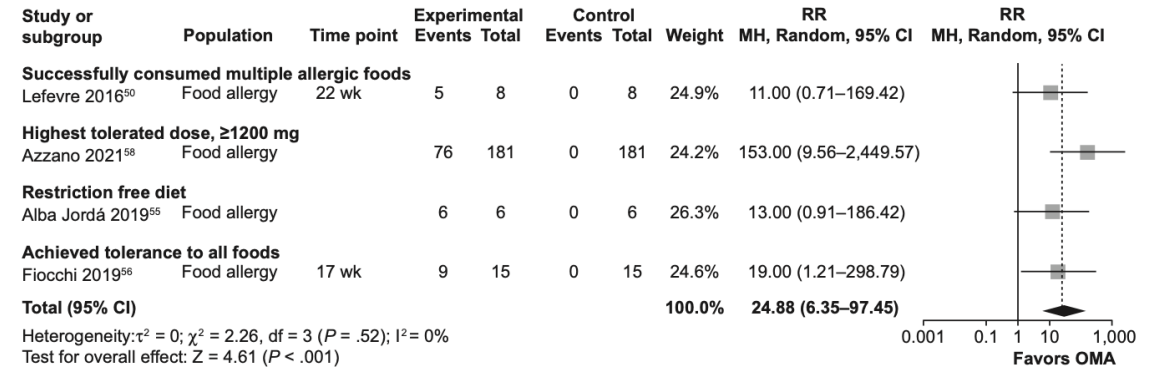 Study or subgroup Population Time point Experimental Events Total Control Events Total Weight RR MH, Random, 95% CI RR MH, Random, 95% CI
Successfully consumed multiple allergic foods
Lefevre 2016⁵⁰ Food allergy 22 wk 5 8 0 8 24.9% 11.00 (0.71–169.42)
Highest tolerated dose, ≥1200 mg
Azzano 2021⁵⁸ Food allergy 76 181 0 181 24.2% 153.00 (9.56–2,449.57)
Restriction free diet
Alba Jordá 2019⁵⁵ Food allergy 6 6 0 6 26.3% 13.00 (0.91–186.42)
Achieved tolerance to all foods
Fiocchi 2019⁵⁶ Food allergy 17 wk 9 15 0 15 24.6% 19.00 (1.21–298.79)
Total (95% CI) 100.0% 24.88 (6.35–97.45)
Heterogeneity:τ² = 0; χ² = 2.26, df = 3 (P = .52); I² = 0%
Test for overall effect: Z = 4.61 (P < .001)
0.001 0.1 1 10 1,000
Favors OMA